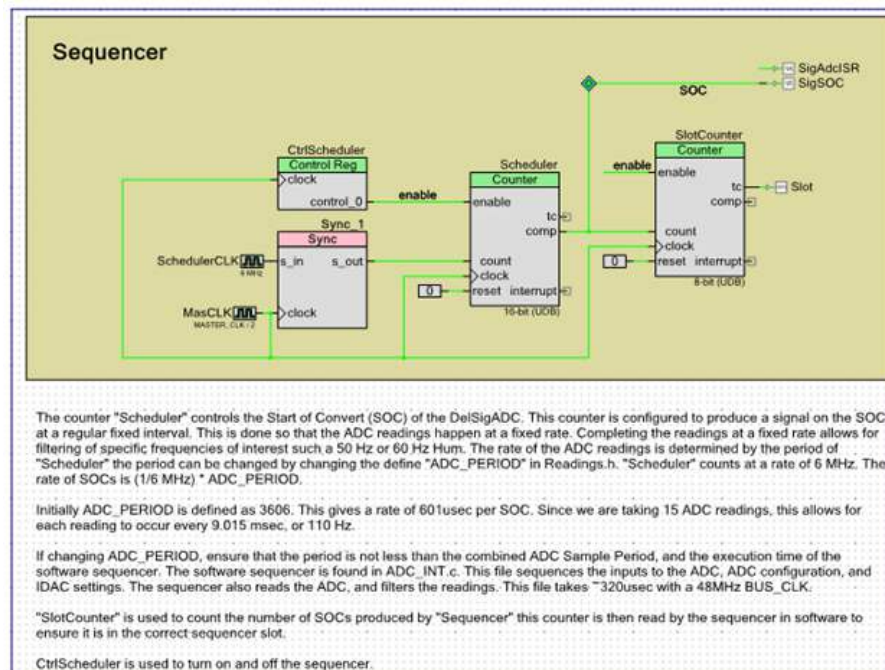 Sequencer
SigAdcISR
SigSOC
SOC
SlotCounter
Counter
enable
enable
tc
Slot
comp
count
clock
0
reset interrupt
8-bit (UDB)
CtrlScheduler
Control Reg
clock
control_0
enable
Scheduler
Counter
enable
tc
comp
count
clock
0
reset interrupt
16-bit (UDB)
Sync_1
Sync
SchedulerCLK
6 MHz
s_in s_out
MasCLK
MASTER_CLK / 2
clock
The counter "Scheduler" controls the Start of Convert (SOC) of the DelSigADC. This counter is configured to produce a signal on the SOC
at a regular fixed interval. This is done so that the ADC readings happen at a fixed rate. Completing the readings at a fixed rate allows for
filtering of specific frequencies of interest such a 50 Hz or 60 Hz Hum. The rate of the ADC readings is determined by the period of
"Scheduler" the period can be changed by changing the define "ADC_PERIOD" in Readings.h. "Scheduler" counts at a rate of 6 MHz. The
rate of SOCs is (1/6 MHz) * ADC_PERIOD.
Initially ADC_PERIOD is defined as 3606. This gives a rate of 601usec per SOC. Since we are taking 15 ADC readings, this allows for
each reading to occur every 9.015 msec, or 110 Hz.
If changing ADC_PERIOD, ensure that the period is not less than the combined ADC Sample Period, and the execution time of the
software sequencer. The software sequencer is found in ADC_INT.c. This file sequences the inputs to the ADC, ADC configuration, and
IDAC settings. The sequencer also reads the ADC, and filters the readings. This file takes ~320usec with a 48MHz BUS_CLK.
"SlotCounter" is used to count the number of SOCs produced by "Sequencer" this counter is then read by the sequencer in software to
ensure it is in the correct sequencer slot.
CtrlScheduler is used to turn on and off the sequencer.